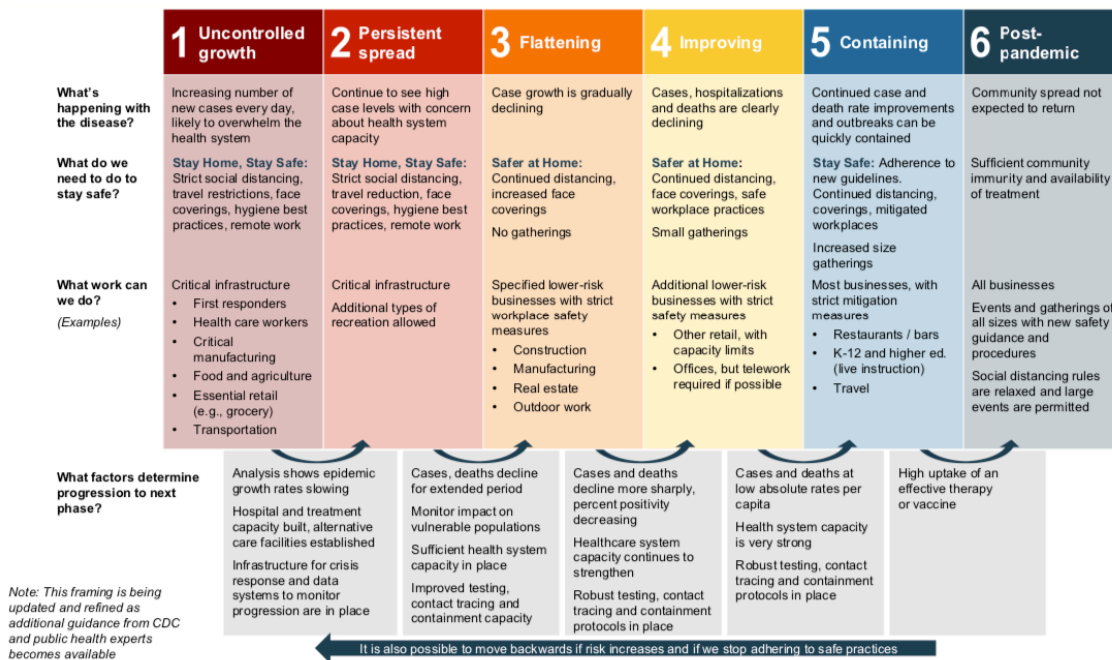 1 Uncontrolled
growth
2 Persistent
spread
3 Flattening
4 Improving
5 Containing
6 Post-
pandemic
What's
happening with
the disease?
Increasing number of
new cases every day,
likely to overwhelm the
health system
Continue to see high
case levels with concern
about health system
capacity
Case growth is gradually
declining
Cases, hospitalizations
and deaths are clearly
declining
Continued case and
death rate improvements
and outbreaks can be
quickly contained
Community spread not
expected to return
What do we
need to do to
stay safe?
Stay Home, Stay Safe:
Strict social distancing,
travel restrictions, face
coverings, hygiene best
practices, remote work
Stay Home, Stay Safe:
Strict social distancing,
travel reduction, face
coverings, hygiene best
practices, remote work
Safer at Home:
Continued distancing,
increased face
coverings
No gatherings
Safer at Home:
Continued distancing,
face coverings, safe
workplace practices
Small gatherings
Stay Safe: Adherence to
new guidelines.
Continued distancing,
coverings, mitigated
workplaces
Increased size
gatherings
Sufficient community
immunity and availability
of treatment
What work can
we do?
(Examples)
Critical infrastructure
• First responders
• Health care workers
• Critical
manufacturing
• Food and agriculture
• Essential retail
(e.g., grocery)
• Transportation
Critical infrastructure
Additional types of
recreation allowed
Specified lower-risk
businesses with strict
workplace safety
measures
• Construction
• Manufacturing
• Real estate
• Outdoor work
Additional lower-risk
businesses with strict
safety measures
• Other retail, with
capacity limits
• Offices, but telework
required if possible
Most businesses, with
strict mitigation
measures
• Restaurants / bars
• K-12 and higher ed.
(live instruction)
• Travel
All businesses
Events and gatherings of
all sizes with new safety
guidance and
procedures
Social distancing rules
are relaxed and large
events are permitted
What factors determine
progression to next
phase?
Analysis shows epidemic
growth rates slowing
Hospital and treatment
capacity built, alternative
care facilities established
Infrastructure for crisis
response and data
systems to monitor
progression are in place
Cases, deaths decline
for extended period
Monitor impact on
vulnerable populations
Sufficient health system
capacity in place
Improved testing,
contact tracing and
containment capacity
Cases and deaths
decline more sharply,
percent positivity
decreasing
Healthcare system
capacity continues to
strengthen
Robust testing, contact
tracing and containment
protocols in place
Cases and deaths at
low absolute rates per
capita
Health system capacity
is very strong
Robust testing, contact
tracing and containment
protocols in place
High uptake of an
effective therapy
or vaccine
Note: This framing is being
updated and refined as
additional guidance from CDC
and public health experts
becomes available
It is also possible to move backwards if risk increases and if we stop adhering to safe practices